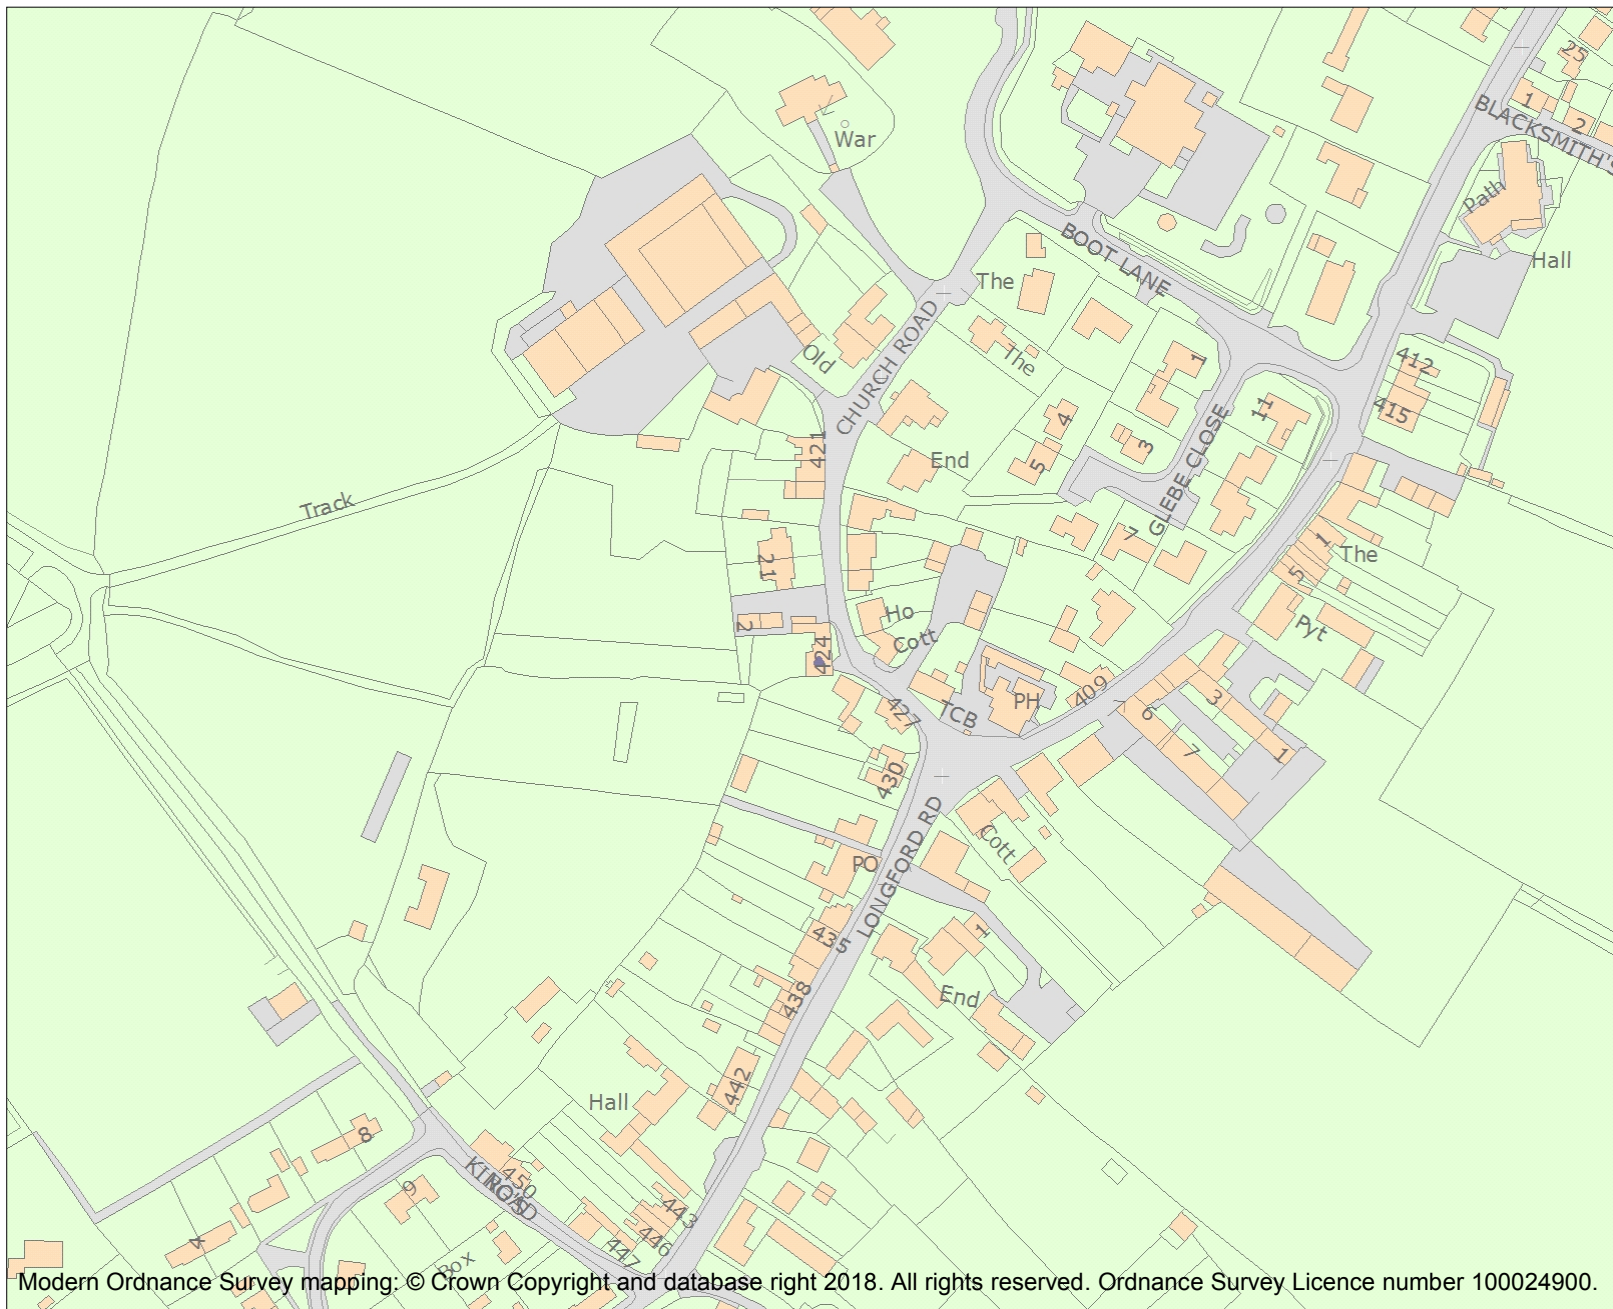 25
1
2
BLACKSMITH'S
War
Path
Hall
BOOT LANE
The
CHURCH ROAD
The
Old
1
412
415
11
4
3
5
End
421
GLEBE CLOSE
Track
7
1
The
5
21
2
Ho
Cott
Pyt
424
409
PH
3
427
TCB
6
7
1
430
LONGFORD RD
Cott
PO
435
1
438
End
442
Hall
8
KING'S
ROAD
450
9
443
446
447
4
Box
Modern Ordnance Survey mapping: © Crown Copyright and database right 2018. All rights reserved. Ordnance Survey Licence number 100024900.